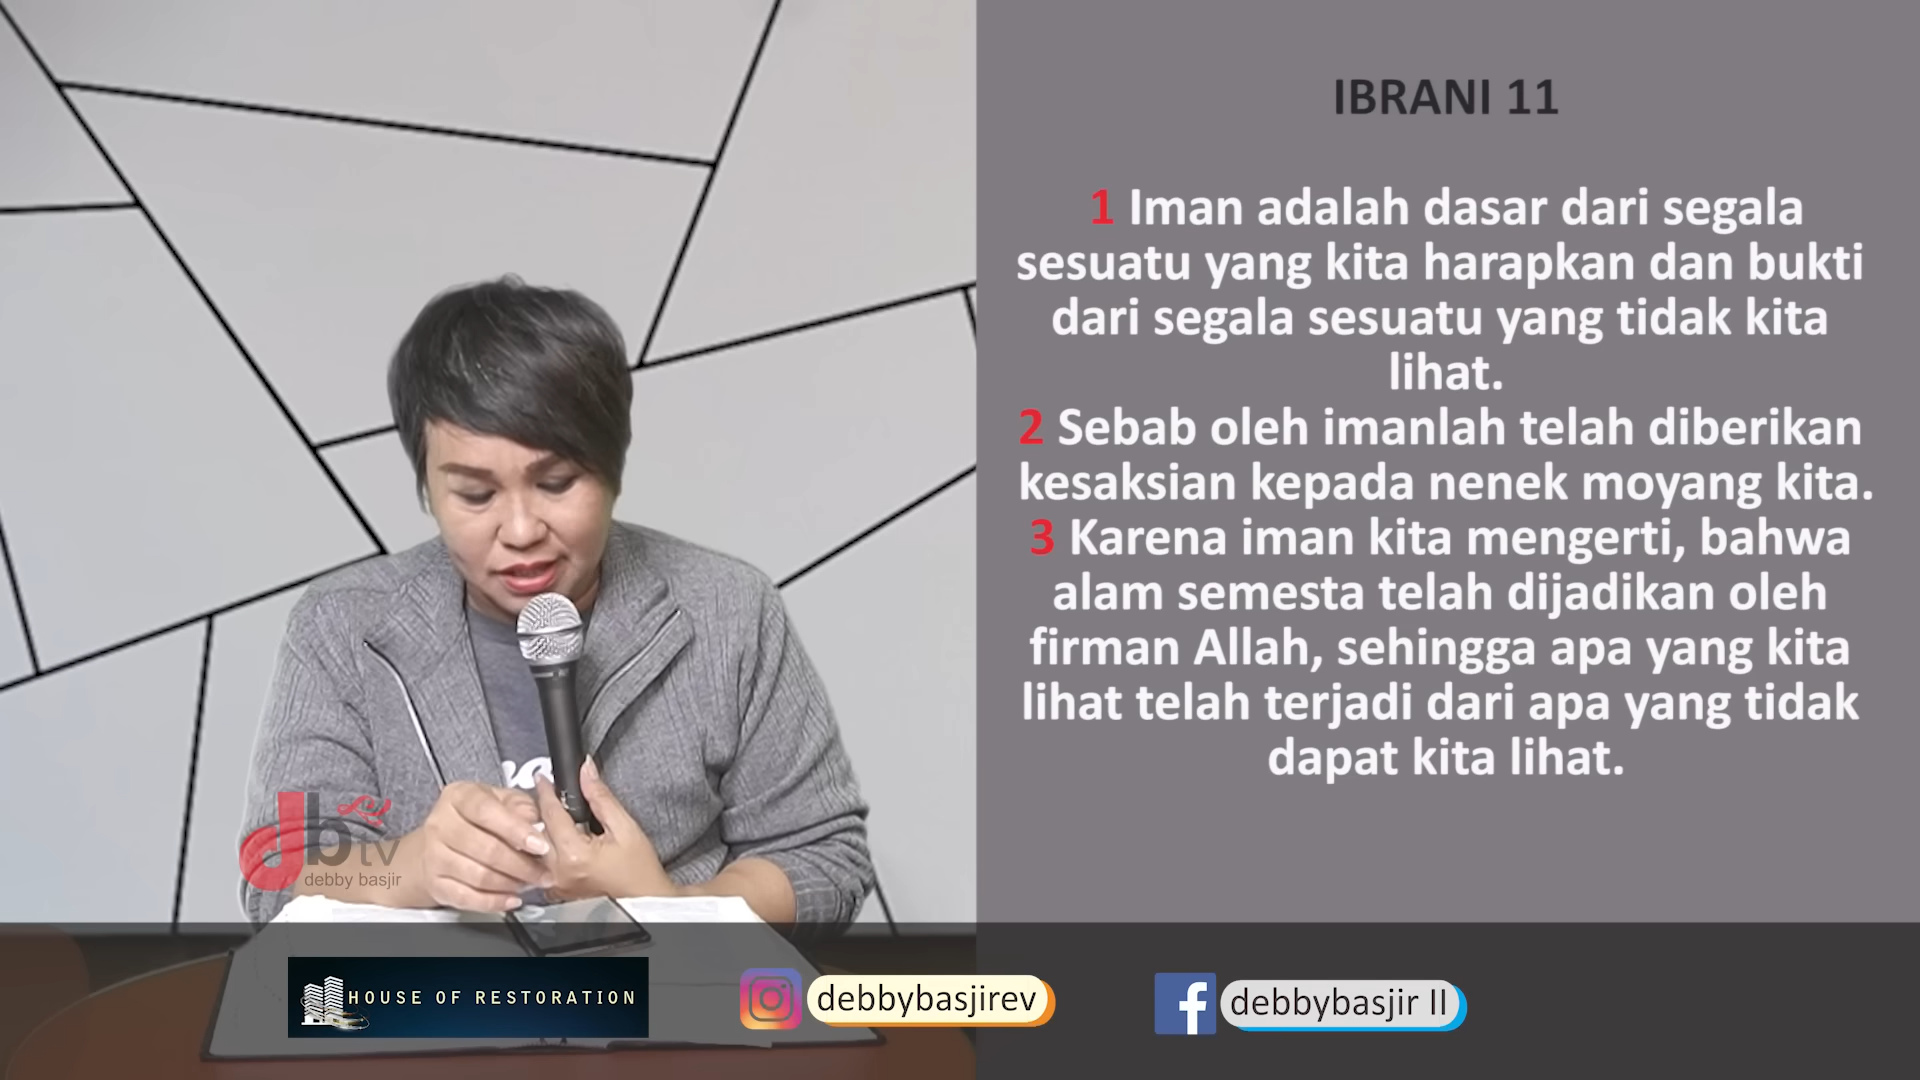 IBRANI 11
1 Iman adalah dasar dari segala
sesuatu yang kita harapkan dan bukti
dari segala sesuatu yang tidak kita
lihat.
2 Sebab oleh imanlah telah diberikan
kesaksian kepada nenek moyang kita.
3 Karena iman kita mengerti, bahwa
alam semesta telah dijadikan oleh
firman Allah, sehingga apa yang kita
lihat telah terjadi dari apa yang tidak
dapat kita lihat.
db tv
debby basjir
HOUSE OF RESTORATION
debbybasjirev
debbybasjir II